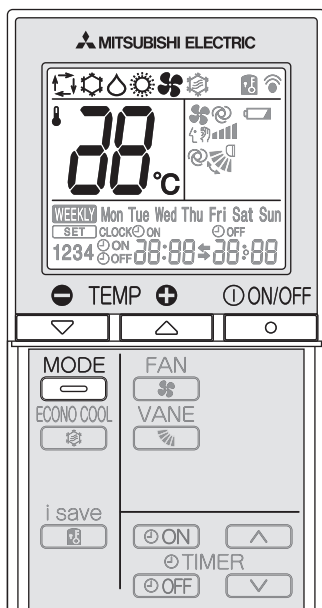 MITSUBISHI ELECTRIC
88°C
WEEKLY Mon Tue Wed Thu Fri Sat Sun
SET CLOCK ON OFF
1234 ON OFF 88:88 88:88
TEMP ON/OFF
MODE FAN
ECONO COOL VANE
i save
ON
TIMER
OFF